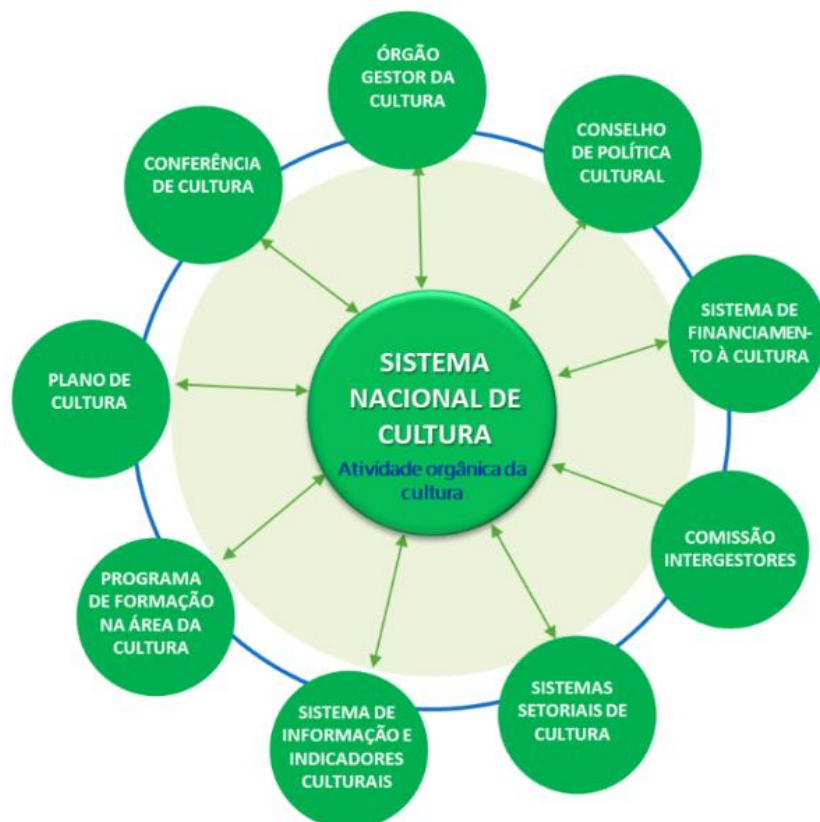 ÓRGÃO
GESTOR DA
CULTURA
CONSELHO
DE POLÍTICA
CULTURAL
SISTEMA DE
FINANCIAMEN-
TO À CULTURA
COMISSÃO
INTERGESTORES
SISTEMAS
SETORIAIS DE
CULTURA
SISTEMA DE
INFORMAÇÃO E
INDICADORES
CULTURAIS
PROGRAMA
DE FORMAÇÃO
NA ÁREA DA
CULTURA
PLANO DE
CULTURA
CONFERÊNCIA
DE CULTURA
SISTEMA
NACIONAL DE
CULTURA
Atividade orgânica da
cultura